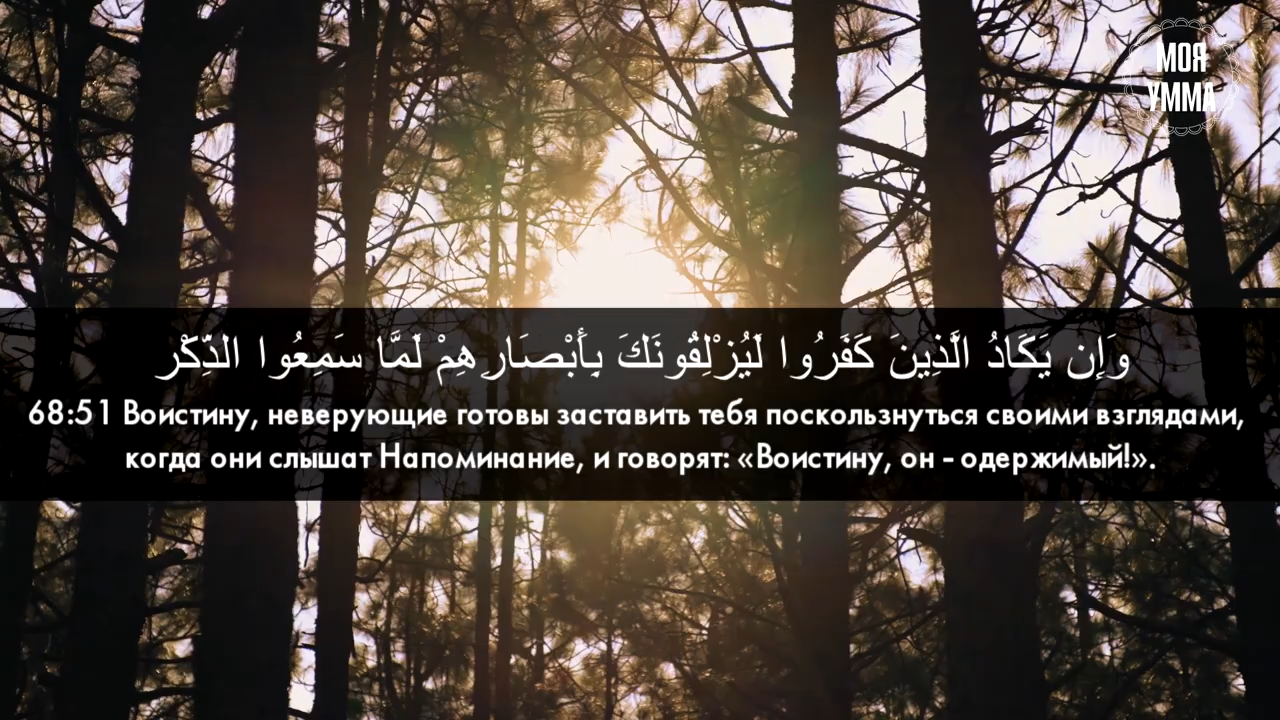 МОЯ
УММА
وَإِن يَكَادُ الَّذِينَ كَفَرُوا لَيُزْلِقُونَكَ بِأَبْصَارِهِمْ لَمَّا سَمِعُوا الذِّكْر
68:51 Воистину, неверующие готовы заставить тебя поскользнуться своими взглядами,
когда они слышат Напоминание, и говорят: «Воистину, он - одержимый!».